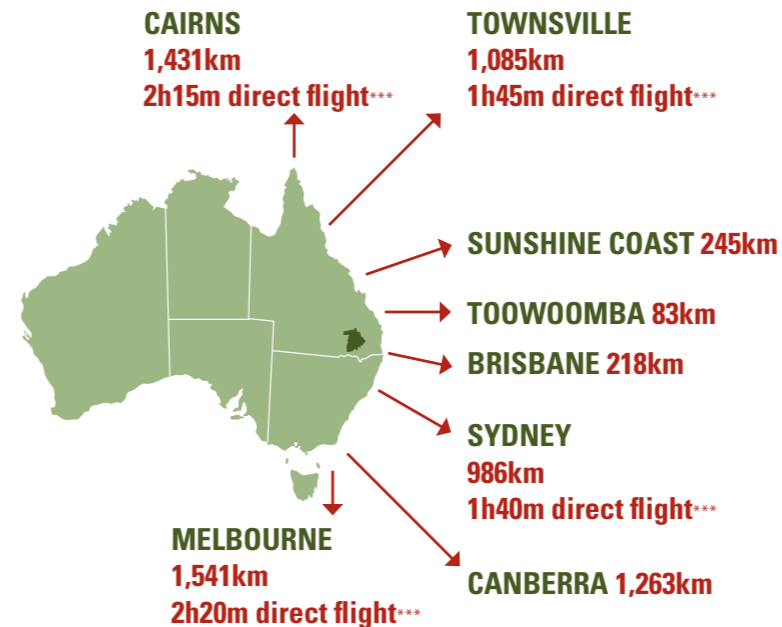 CAIRNS
1,431km
2h15m direct flight***
TOWNSVILLE
1,085km
1h45m direct flight***
SUNSHINE COAST 245km
TOOWOOMBA 83km
BRISBANE 218km
SYDNEY
986km
1h40m direct flight***
MELBOURNE
1,541km
2h20m direct flight***
CANBERRA 1,263km